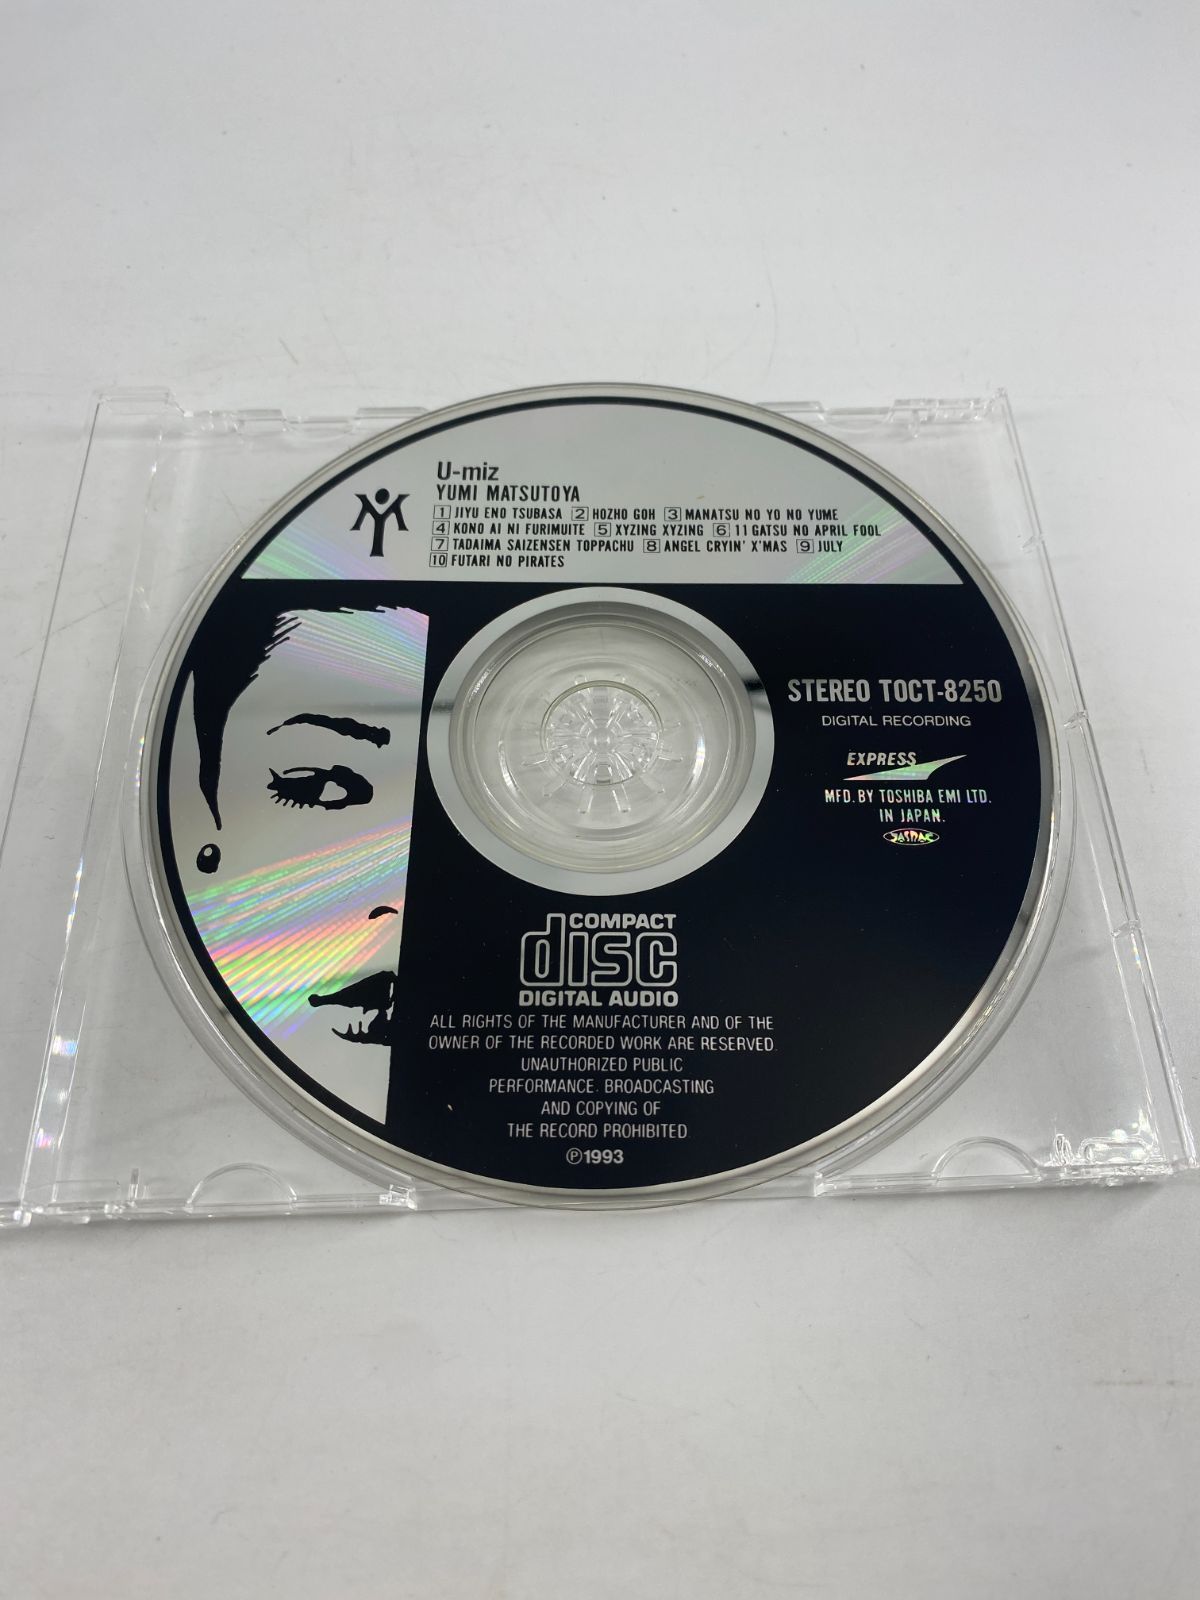 U-miz
YUMI MATSUTOYA
1 JIYU ENO TSUBASA 2 HOZHO GOH 3 MANATSU NO YO NO YUME
4 KONO AI NI FURIMUITE 5 XYZING XYZING 6 11 GATSU NO APRIL FOOL
7 TADAIMA SAIZENSEN TOPPACHU 8 ANGEL CRYIN' X'MAS 9 JULY
10 FUTARI NO PIRATES
STEREO TOCT-8250
DIGITAL RECORDING
EXPRESS
MFD. BY TOSHIBA EMI LTD.
IN JAPAN.
JASRAC
COMPACT
disc
DIGITAL AUDIO
ALL RIGHTS OF THE MANUFACTURER AND OF THE
OWNER OF THE RECORDED WORK ARE RESERVED.
UNAUTHORIZED PUBLIC
PERFORMANCE. BROADCASTING
AND COPYING OF
THE RECORD PROHIBITED.
℗1993